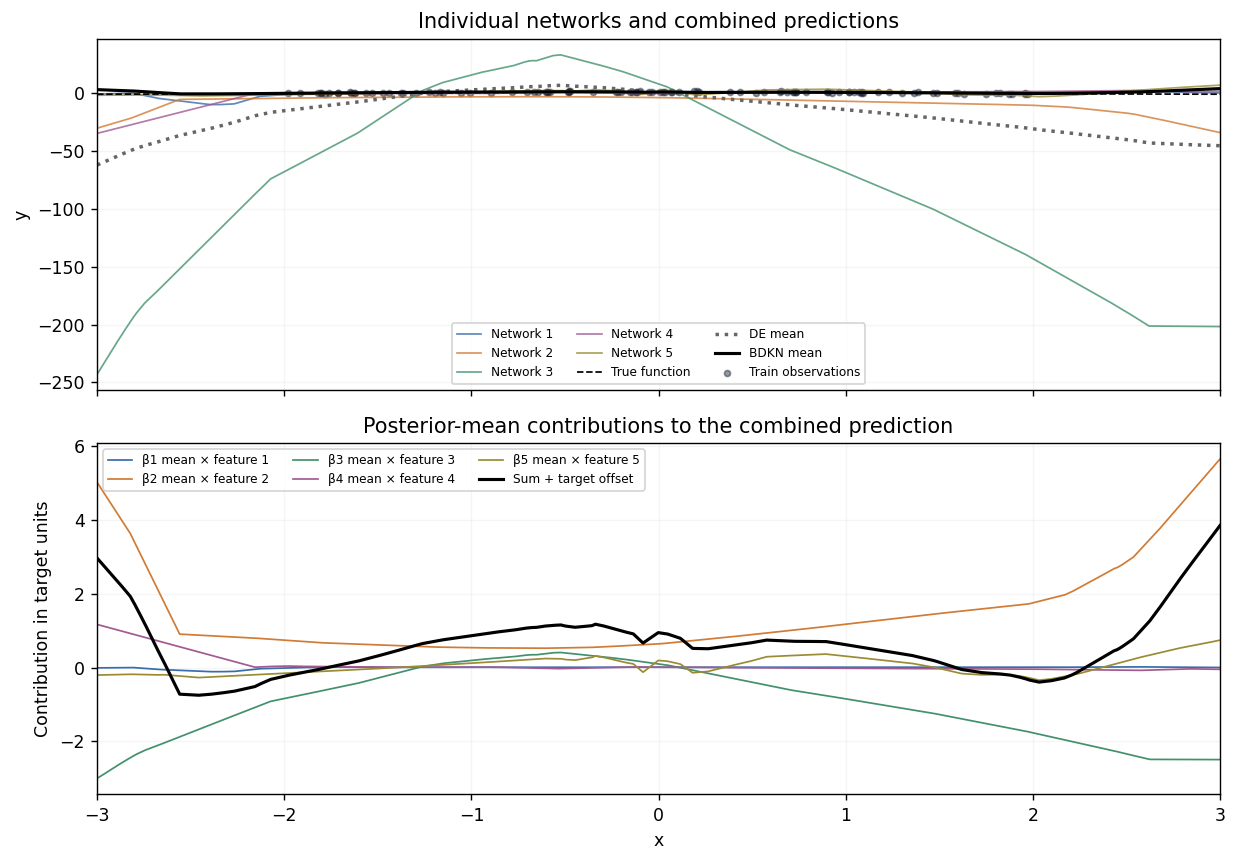 Individual networks and combined predictions
y
0
−50
−100
−150
−200
−250
Network 1
Network 2
Network 3
Network 4
Network 5
True function
DE mean
BDKN mean
Train observations
Posterior-mean contributions to the combined prediction
Contribution in target units
6
4
2
0
−2
β1 mean × feature 1
β2 mean × feature 2
β3 mean × feature 3
β4 mean × feature 4
β5 mean × feature 5
Sum + target offset
−3
−2
−1
0
1
2
3
x